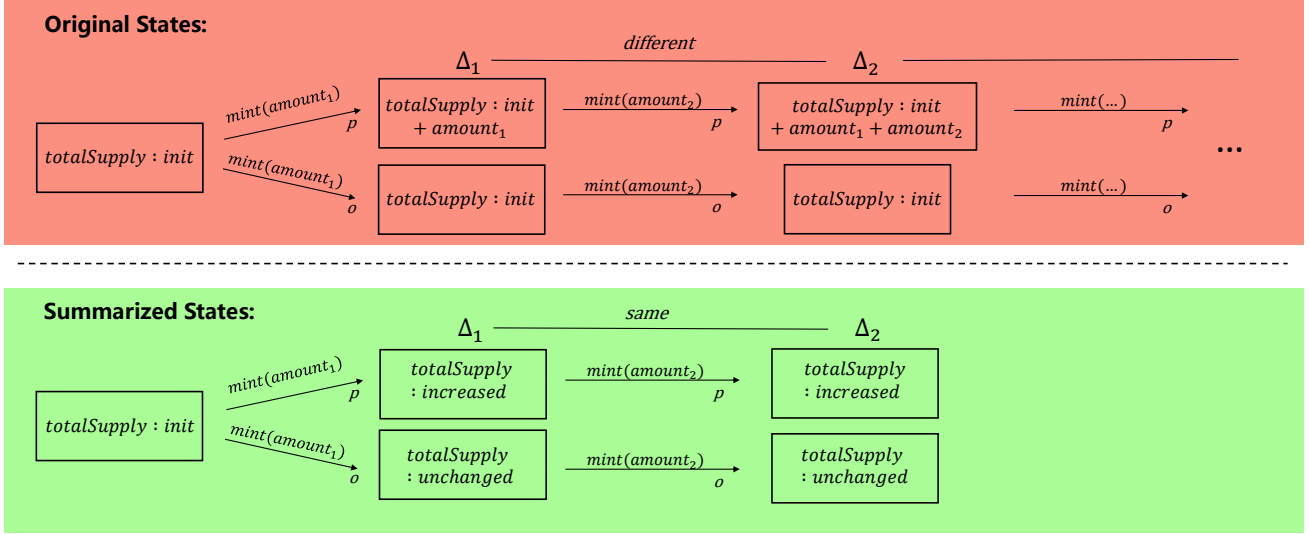 Original States:
different
Δ₁
Δ₂
mint(amount₁)
p
totalSupply : init
+ amount₁
mint(amount₂)
p
totalSupply : init
+ amount₁ + amount₂
mint(…)
p
totalSupply : init
…
mint(amount₁)
o
totalSupply : init
mint(amount₂)
o
totalSupply : init
mint(…)
o
Summarized States:
same
Δ₁
Δ₂
mint(amount₁)
p
totalSupply
: increased
mint(amount₂)
p
totalSupply
: increased
totalSupply : init
mint(amount₁)
o
totalSupply
: unchanged
mint(amount₂)
o
totalSupply
: unchanged